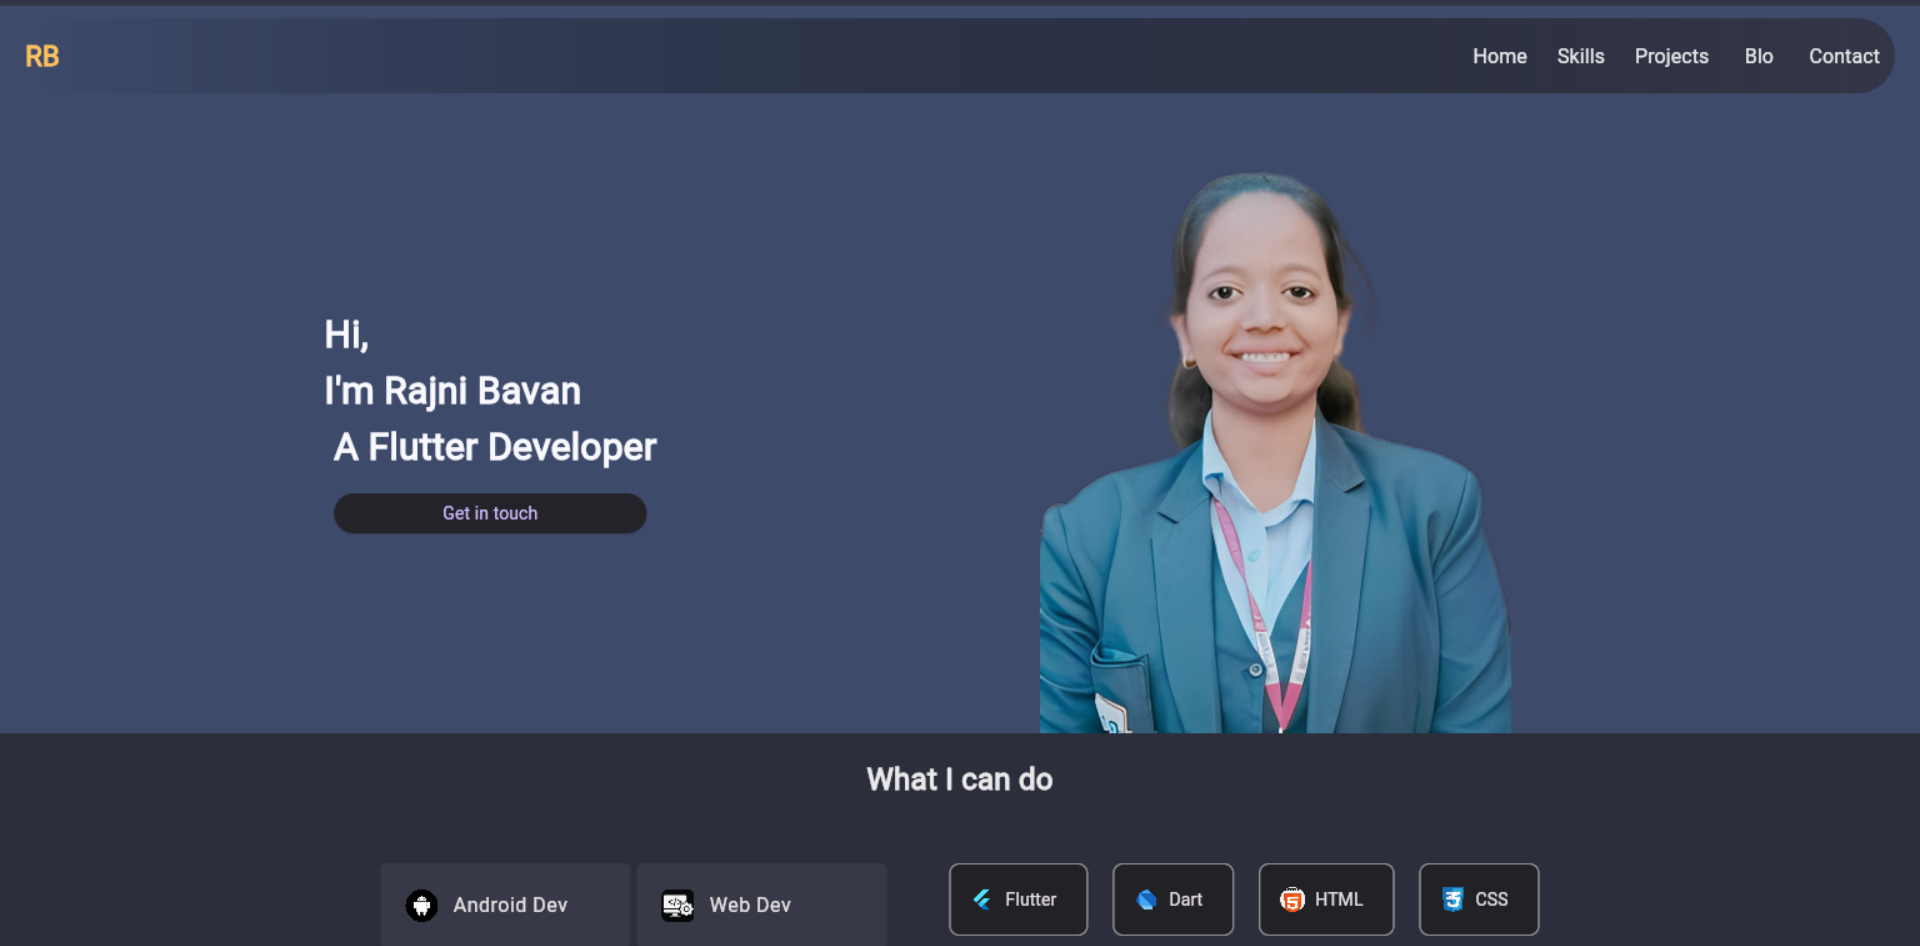 RB
Home Skills Projects Blo Contact
Hi,
I'm Rajni Bavan
A Flutter Developer
Get in touch
What I can do
Android Dev
Web Dev
Flutter
Dart
HTML
CSS